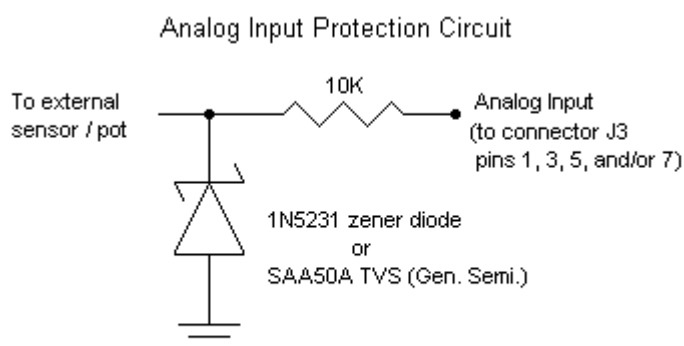 Analog Input Protection Circuit
10K
To external
sensor / pot
Analog Input
(to connector J3
pins 1, 3, 5, and/or 7)
1N5231 zener diode
or
SAA50A TVS (Gen. Semi.)